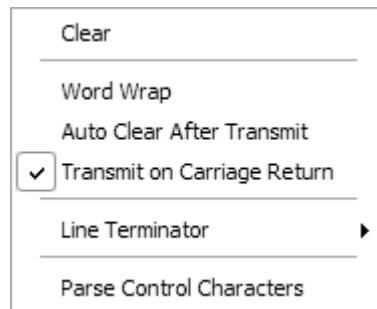 Clear
Word Wrap
Auto Clear After Transmit
Transmit on Carriage Return
Line Terminator
Parse Control Characters